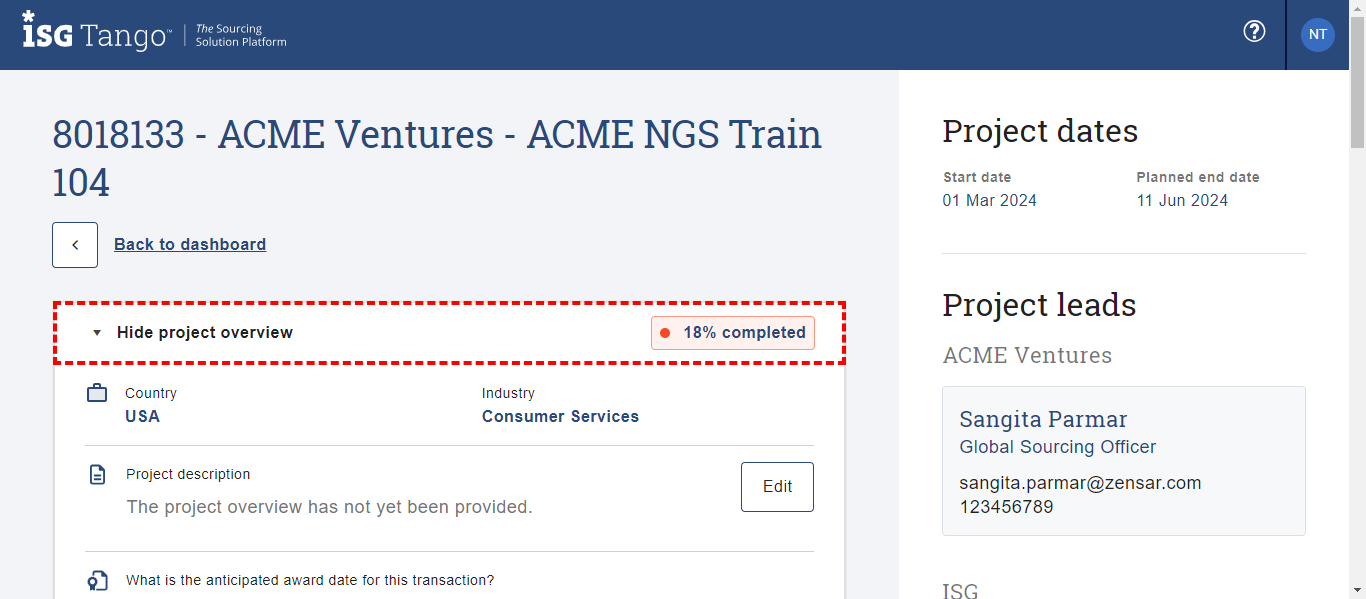 isG Tango™
The Sourcing
Solution Platform
NT
8018133 - ACME Ventures - ACME NGS Train
104
Back to dashboard
Hide project overview
18% completed
Country
USA
Industry
Consumer Services
Project description
The project overview has not yet been provided.
Edit
What is the anticipated award date for this transaction?
Project dates
Start date
01 Mar 2024
Planned end date
11 Jun 2024
Project leads
ACME Ventures
Sangita Parmar
Global Sourcing Officer
sangita.parmar@zensar.com
123456789
ISG